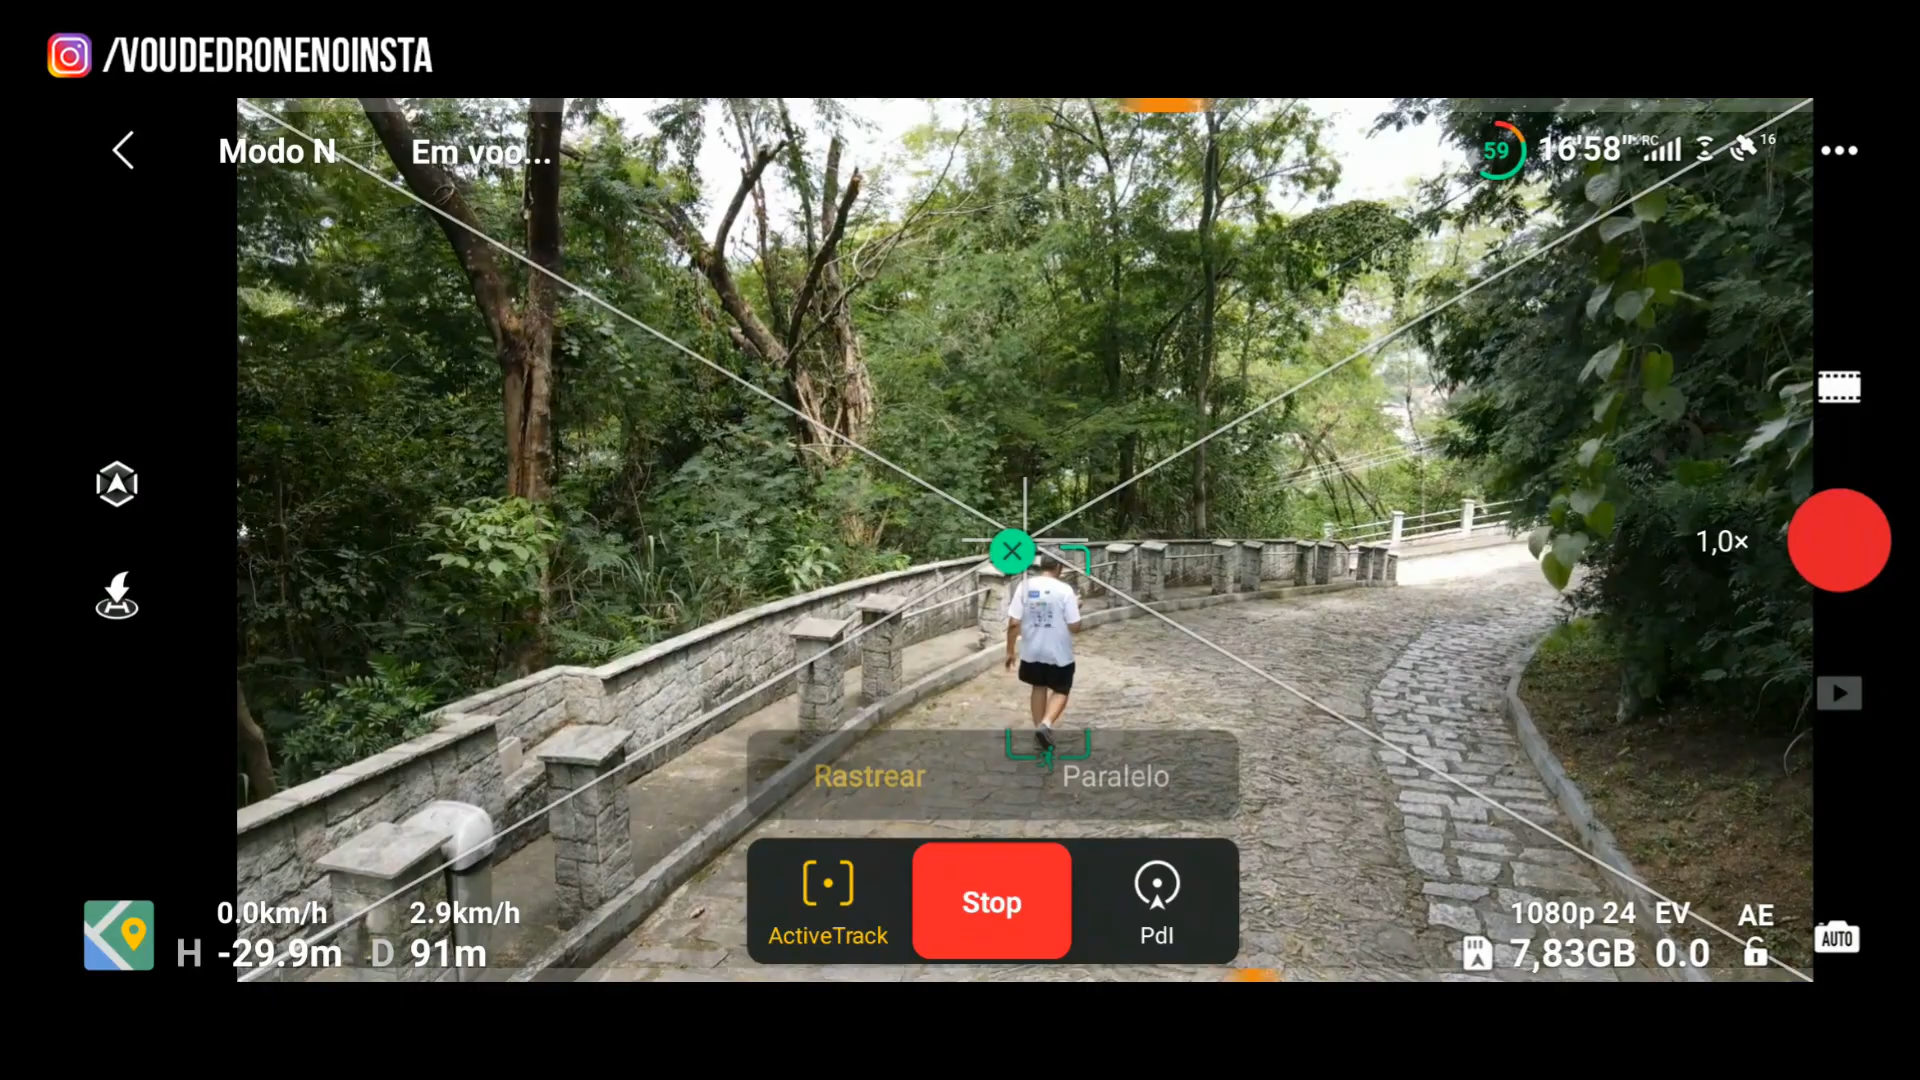 /VOUDEDRONENOINSTA
Modo N
Em voo...
59
16'58"
RC
16
1,0×
Rastrear
Paralelo
ActiveTrack
Stop
PdI
0.0km/h
2.9km/h
H -29.9m
D 91m
1080p 24
EV
AE
7,83GB
0.0
AUTO